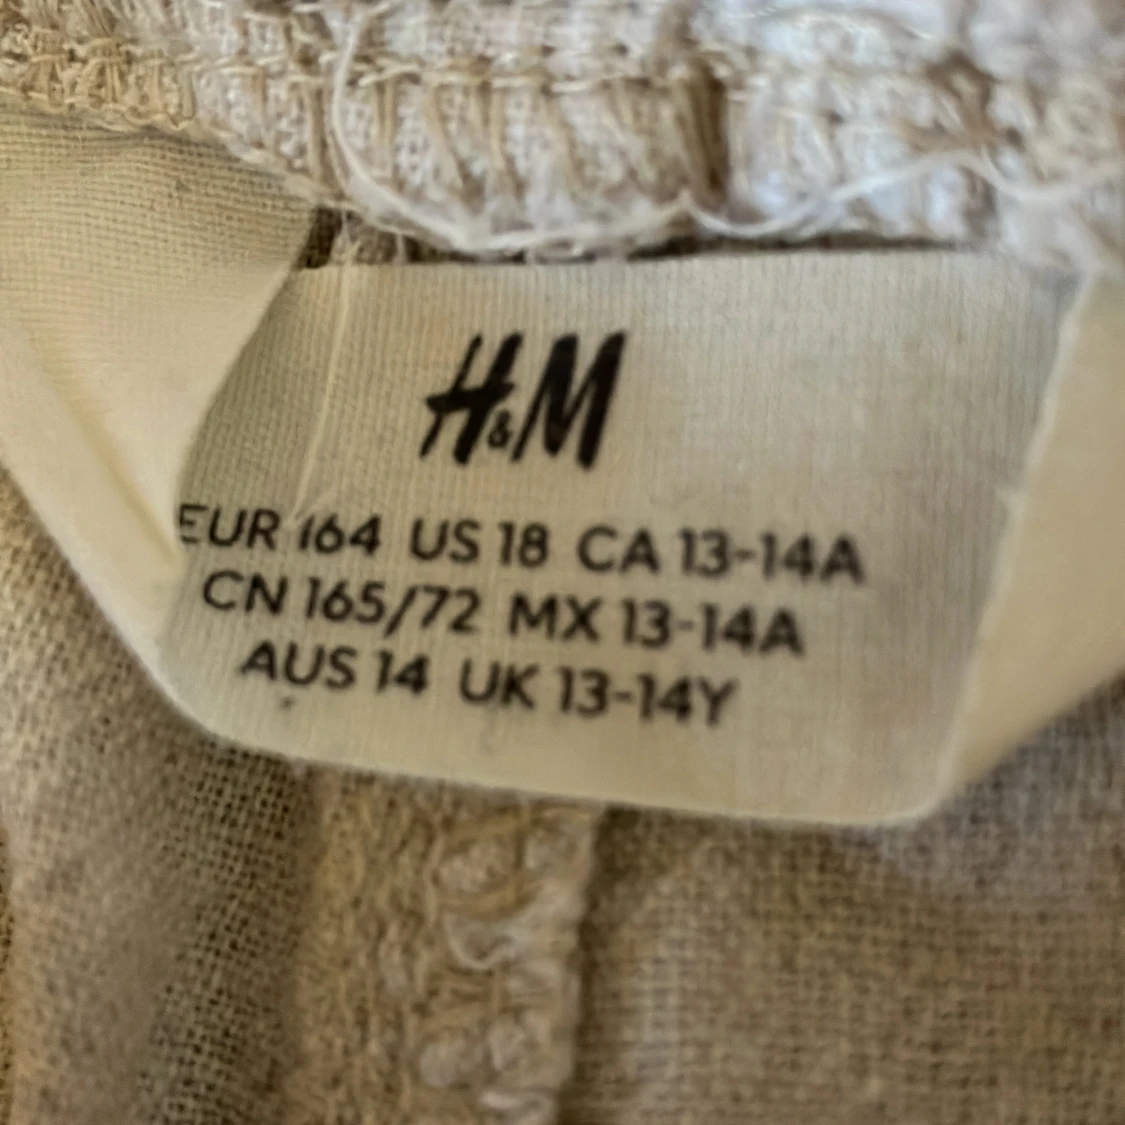 H&M
EUR 164 US 18 CA 13-14A
CN 165/72 MX 13-14A
AUS 14 UK 13-14Y